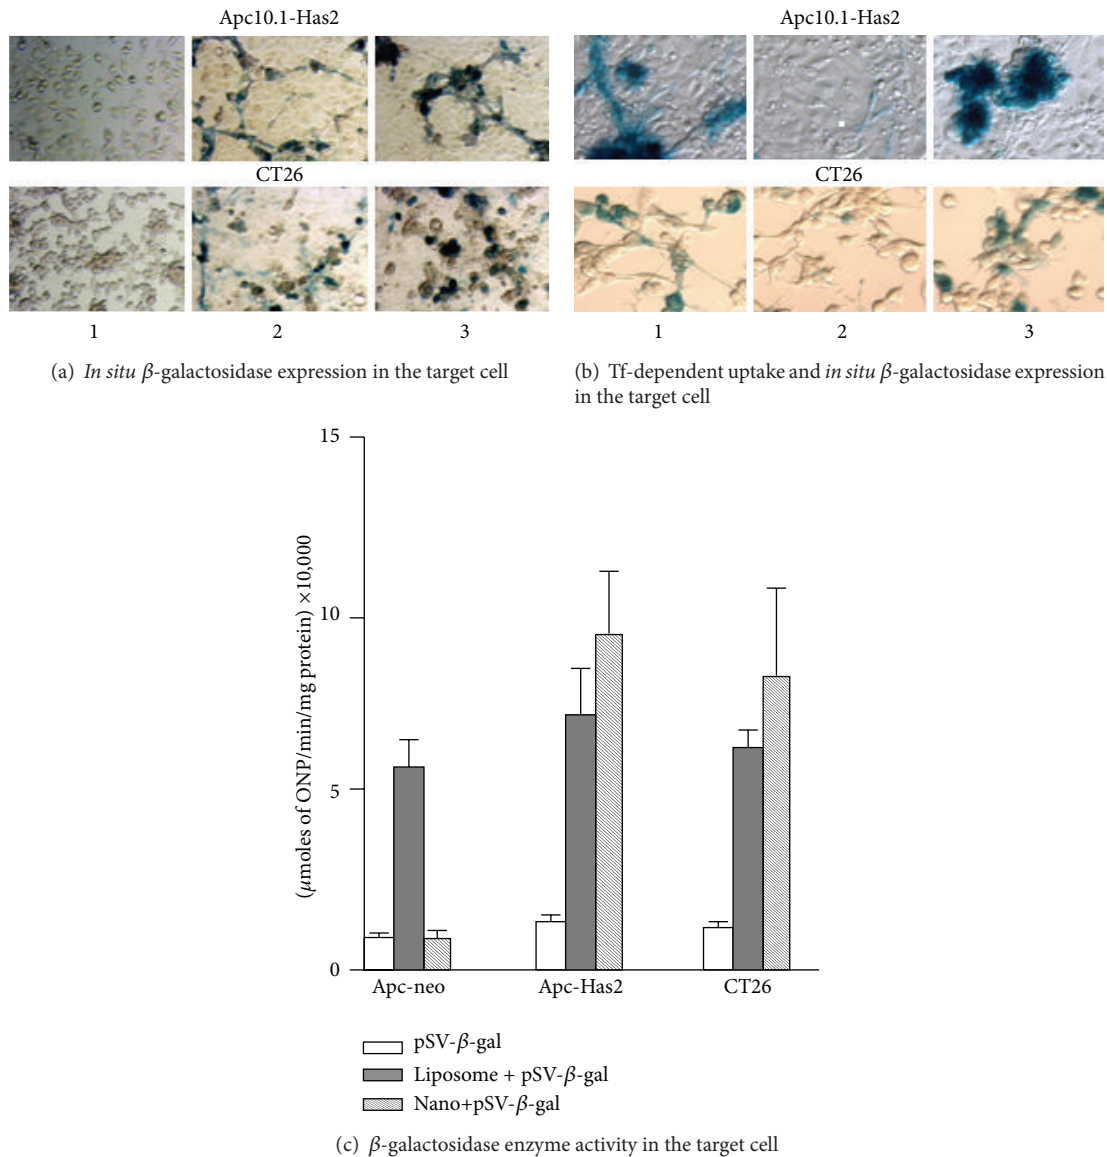 Apc10.1-Has2
CT26
1 2 3
(a) In situ β-galactosidase expression in the target cell
Apc10.1-Has2
CT26
1 2 3
(b) Tf-dependent uptake and in situ β-galactosidase expression
in the target cell
15
10
5
0
(μmoles of ONP/min/mg protein) ×10,000
Apc-neo Apc-Has2 CT26
pSV-β-gal
Liposome + pSV-β-gal
Nano+pSV-β-gal
(c) β-galactosidase enzyme activity in the target cell